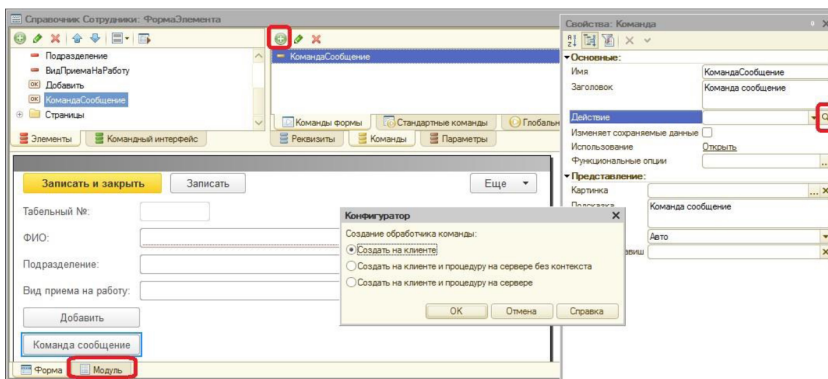 Справочник Сотрудники: ФормаЭлемента
Подразделение
ВидПриемаНаРаботу
Добавить
КомандаСообщение
Страницы
Элементы
Командный интерфейс
КомандаСообщение
Команды формы
Стандартные команды
Глобальн
Реквизиты
Команды
Параметры
Свойства: Команда
Основные:
Имя КомандаСообщение
Заголовок Команда сообщение
Действие
Изменяет сохраняемые данные
Использование Открыть
Функциональные опции
Представление:
Картинка
Подсказка Команда сообщение
Авто
Записать и закрыть
Записать
Еще
Табельный №:
ФИО:
Подразделение:
Вид приема на работу:
Добавить
Команда сообщение
Форма
Модуль
Конфигуратор
Создание обработчика команды:
Создать на клиенте
Создать на клиенте и процедуру на сервере без контекста
Создать на клиенте и процедуру на сервере
OK
Отмена
Справка